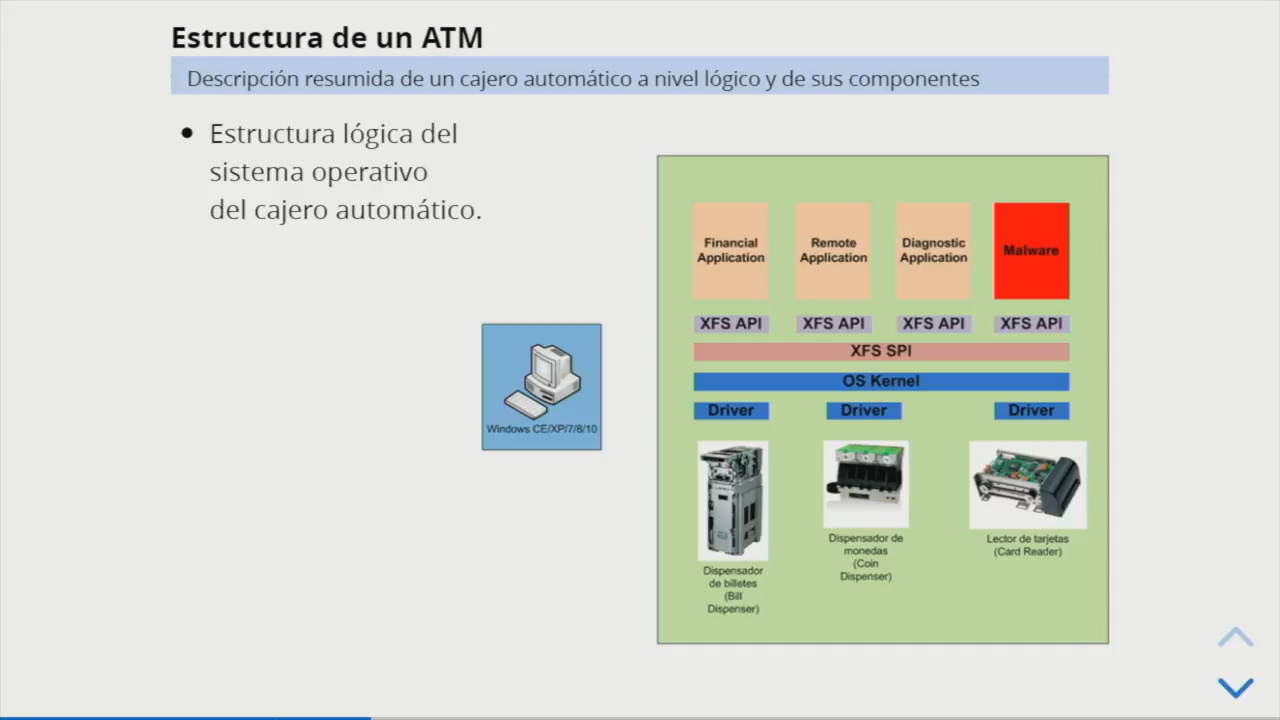 Estructura de un ATM
Descripción resumida de un cajero automático a nivel lógico y de sus componentes
Estructura lógica del
sistema operativo
del cajero automático.
Windows CE/XP/7/8/10
Financial
Application
Remote
Application
Diagnostic
Application
Malware
XFS API
XFS API
XFS API
XFS API
XFS SPI
OS Kernel
Driver
Driver
Driver
Dispensador
de billetes
(Bill
Dispenser)
Dispensador de
monedas
(Coin
Dispenser)
Lector de tarjetas
(Card Reader)